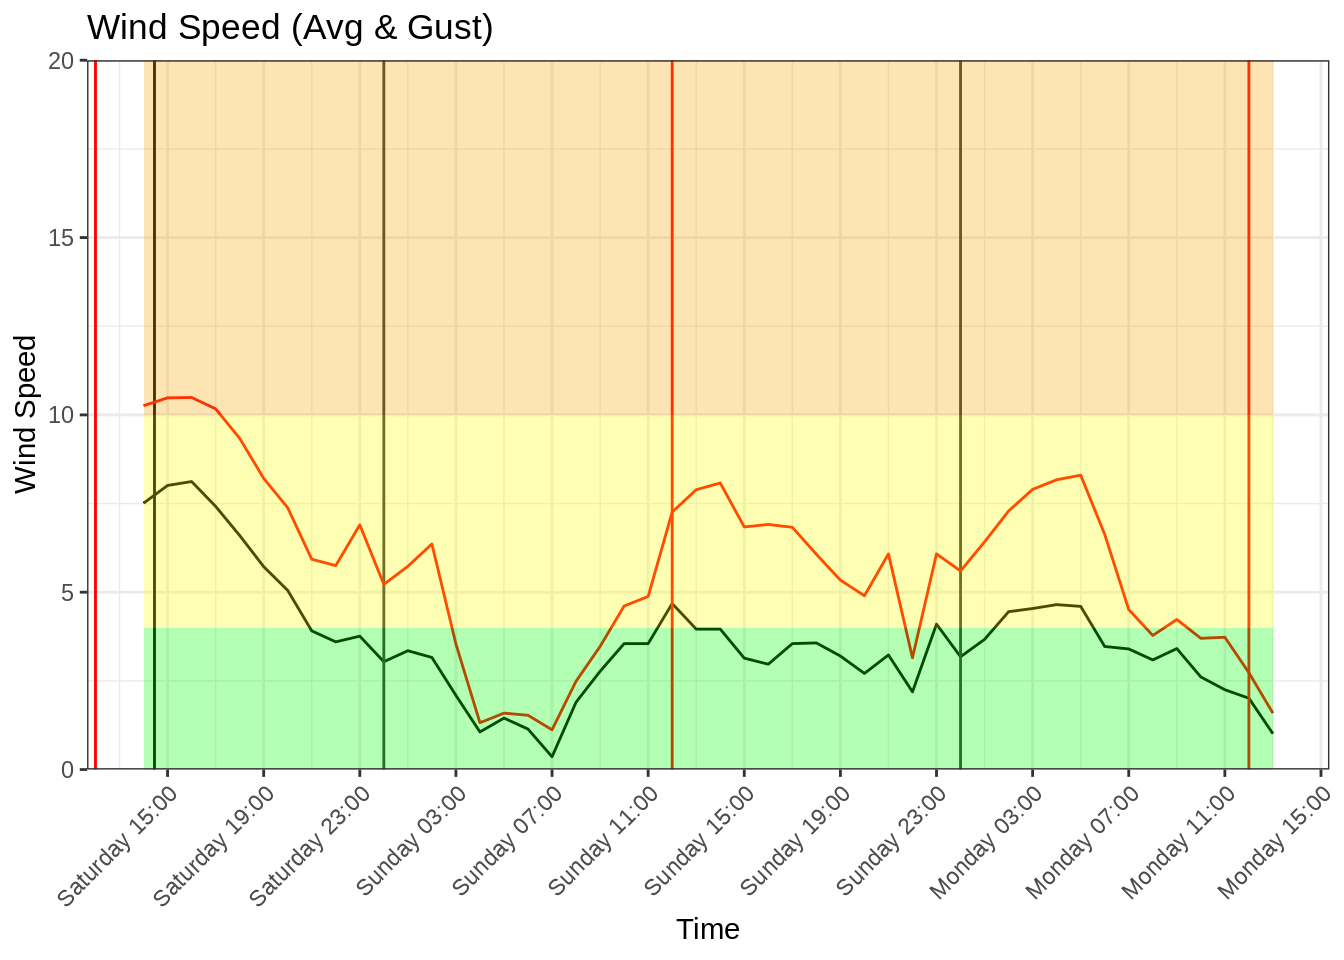 Wind Speed (Avg & Gust)
Wind Speed
20
15
10
5
0
Saturday 15:00
Saturday 19:00
Saturday 23:00
Sunday 03:00
Sunday 07:00
Sunday 11:00
Sunday 15:00
Sunday 19:00
Sunday 23:00
Monday 03:00
Monday 07:00
Monday 11:00
Monday 15:00
Time